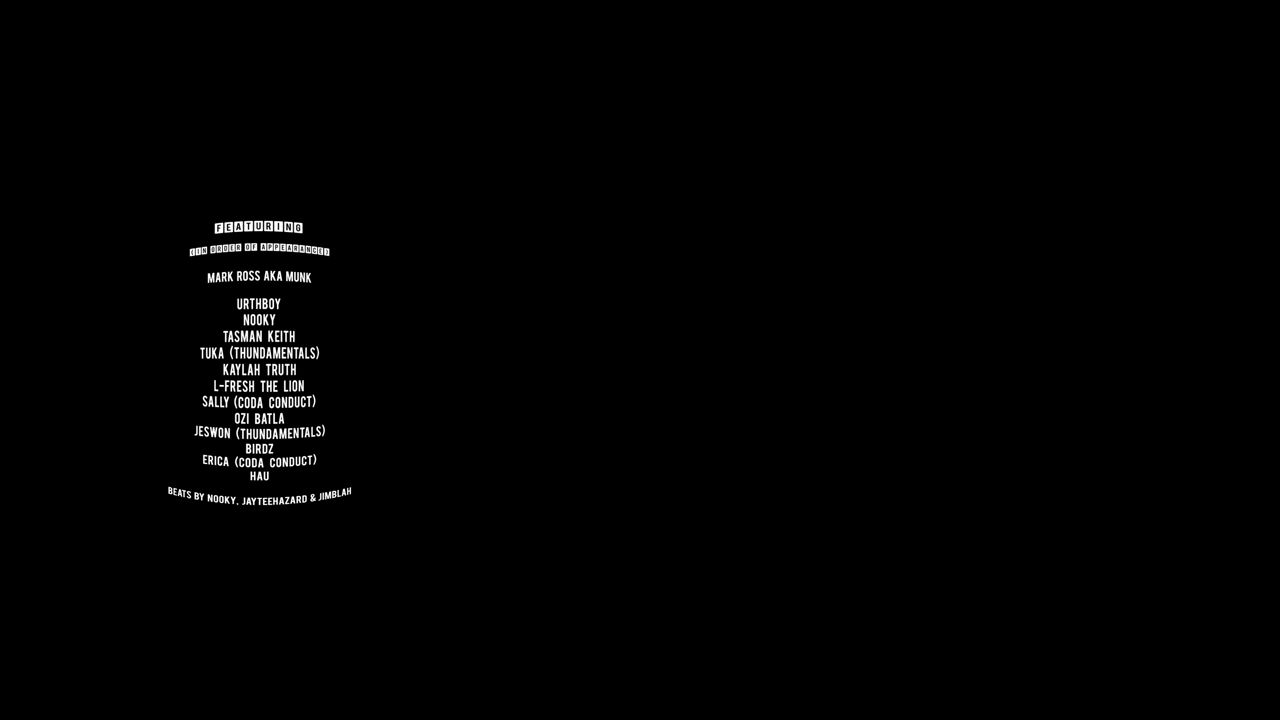 FEATURING
(IN ORDER OF APPEARANCE)
MARK ROSS AKA MUNK
URTHBOY
NOOKY
TASMAN KEITH
TUKA (THUNDAMENTALS)
KAYLAH TRUTH
L-FRESH THE LION
SALLY (CODA CONDUCT)
OZI BATLA
JESWON (THUNDAMENTALS)
BIRDZ
ERICA (CODA CONDUCT)
HAU
BEATS BY NOOKY, JAYTEEHAZARD & JIMBLAH